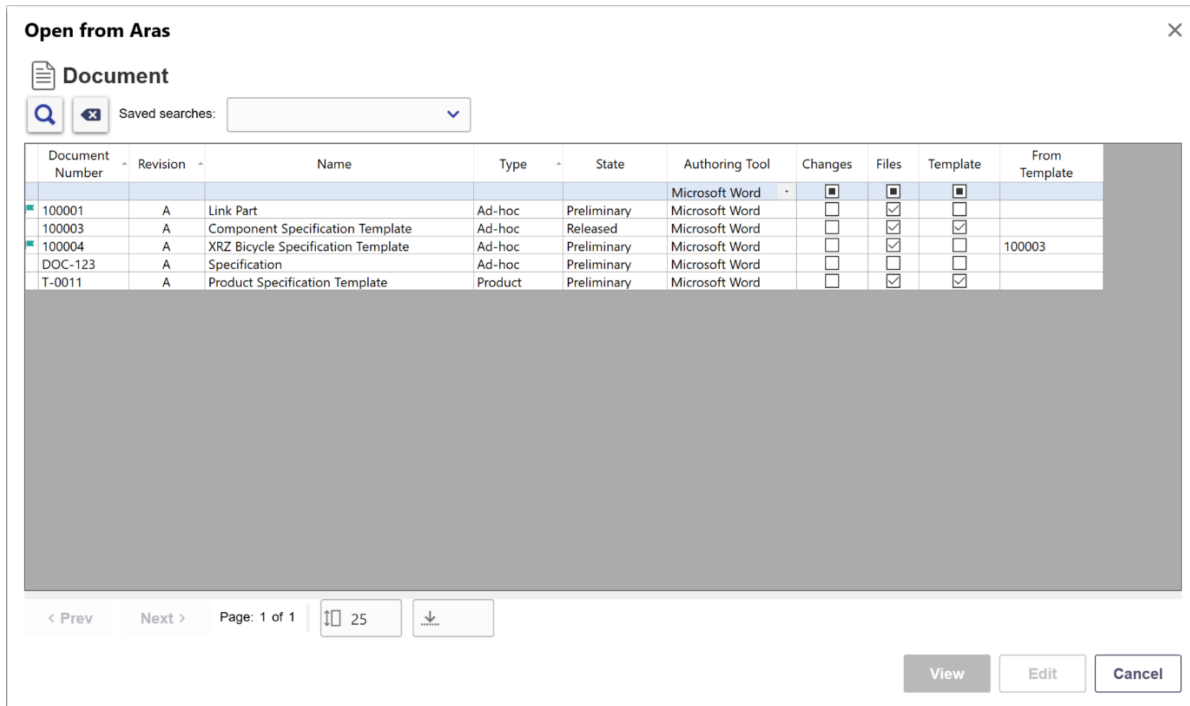 Open from Aras
Document
Saved searches:
Document Number Revision Name Type State Authoring Tool Changes Files Template From Template
Microsoft Word
100001 A Link Part Ad-hoc Preliminary Microsoft Word
100003 A Component Specification Template Ad-hoc Released Microsoft Word
100004 A XRZ Bicycle Specification Template Ad-hoc Preliminary Microsoft Word 100003
DOC-123 A Specification Ad-hoc Preliminary Microsoft Word
T-0011 A Product Specification Template Product Preliminary Microsoft Word
< Prev Next > Page: 1 of 1 25
View Edit Cancel